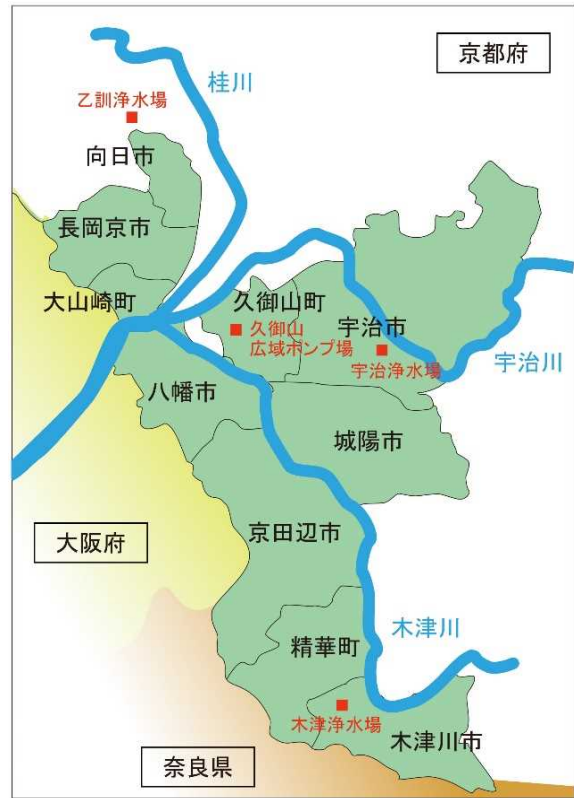 京都府
桂川
乙訓浄水場
向日市
長岡京市
大山崎町
久御山町
久御山
広域ポンプ場
宇治市
宇治浄水場
宇治川
八幡市
城陽市
京田辺市
大阪府
木津川
精華町
木津浄水場
木津川市
奈良県